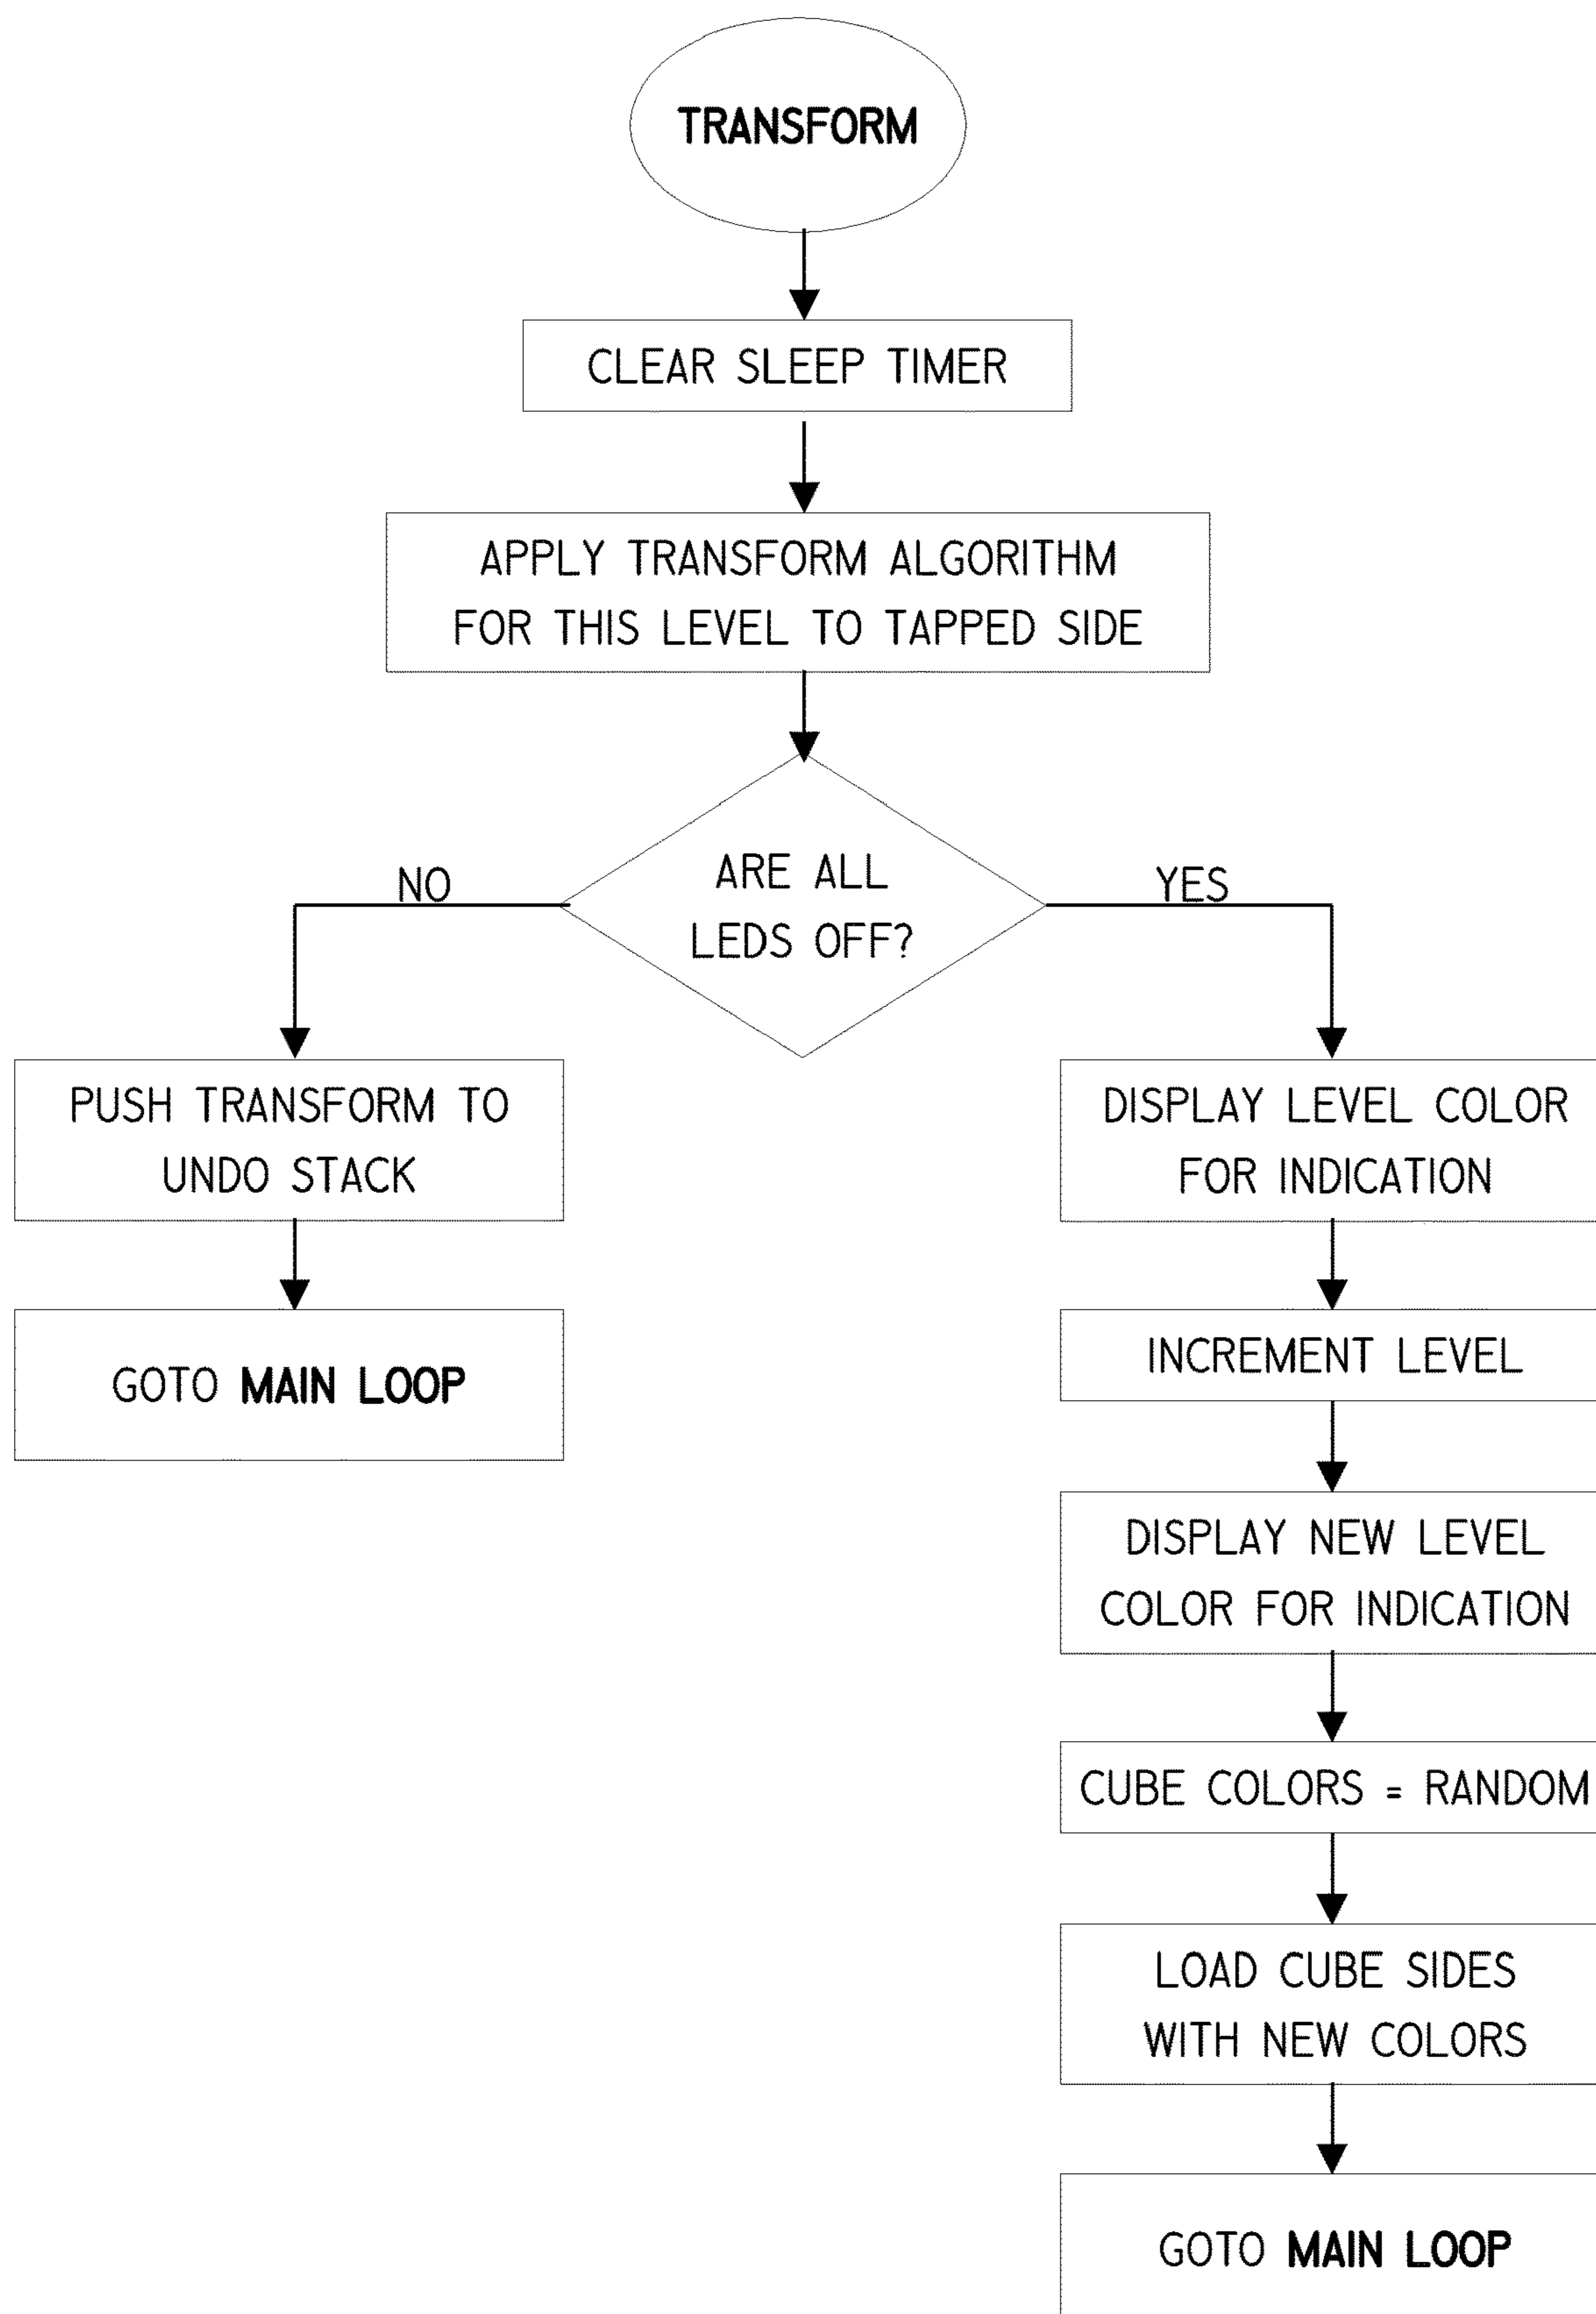 TRANSFORM
CLEAR SLEEP TIMER
APPLY TRANSFORM ALGORITHM
FOR THIS LEVEL TO TAPPED SIDE
ARE ALL
LEDS OFF?
NO
YES
PUSH TRANSFORM TO
UNDO STACK
GOTO MAIN LOOP
DISPLAY LEVEL COLOR
FOR INDICATION
INCREMENT LEVEL
DISPLAY NEW LEVEL
COLOR FOR INDICATION
CUBE COLORS = RANDOM
LOAD CUBE SIDES
WITH NEW COLORS
GOTO MAIN LOOP